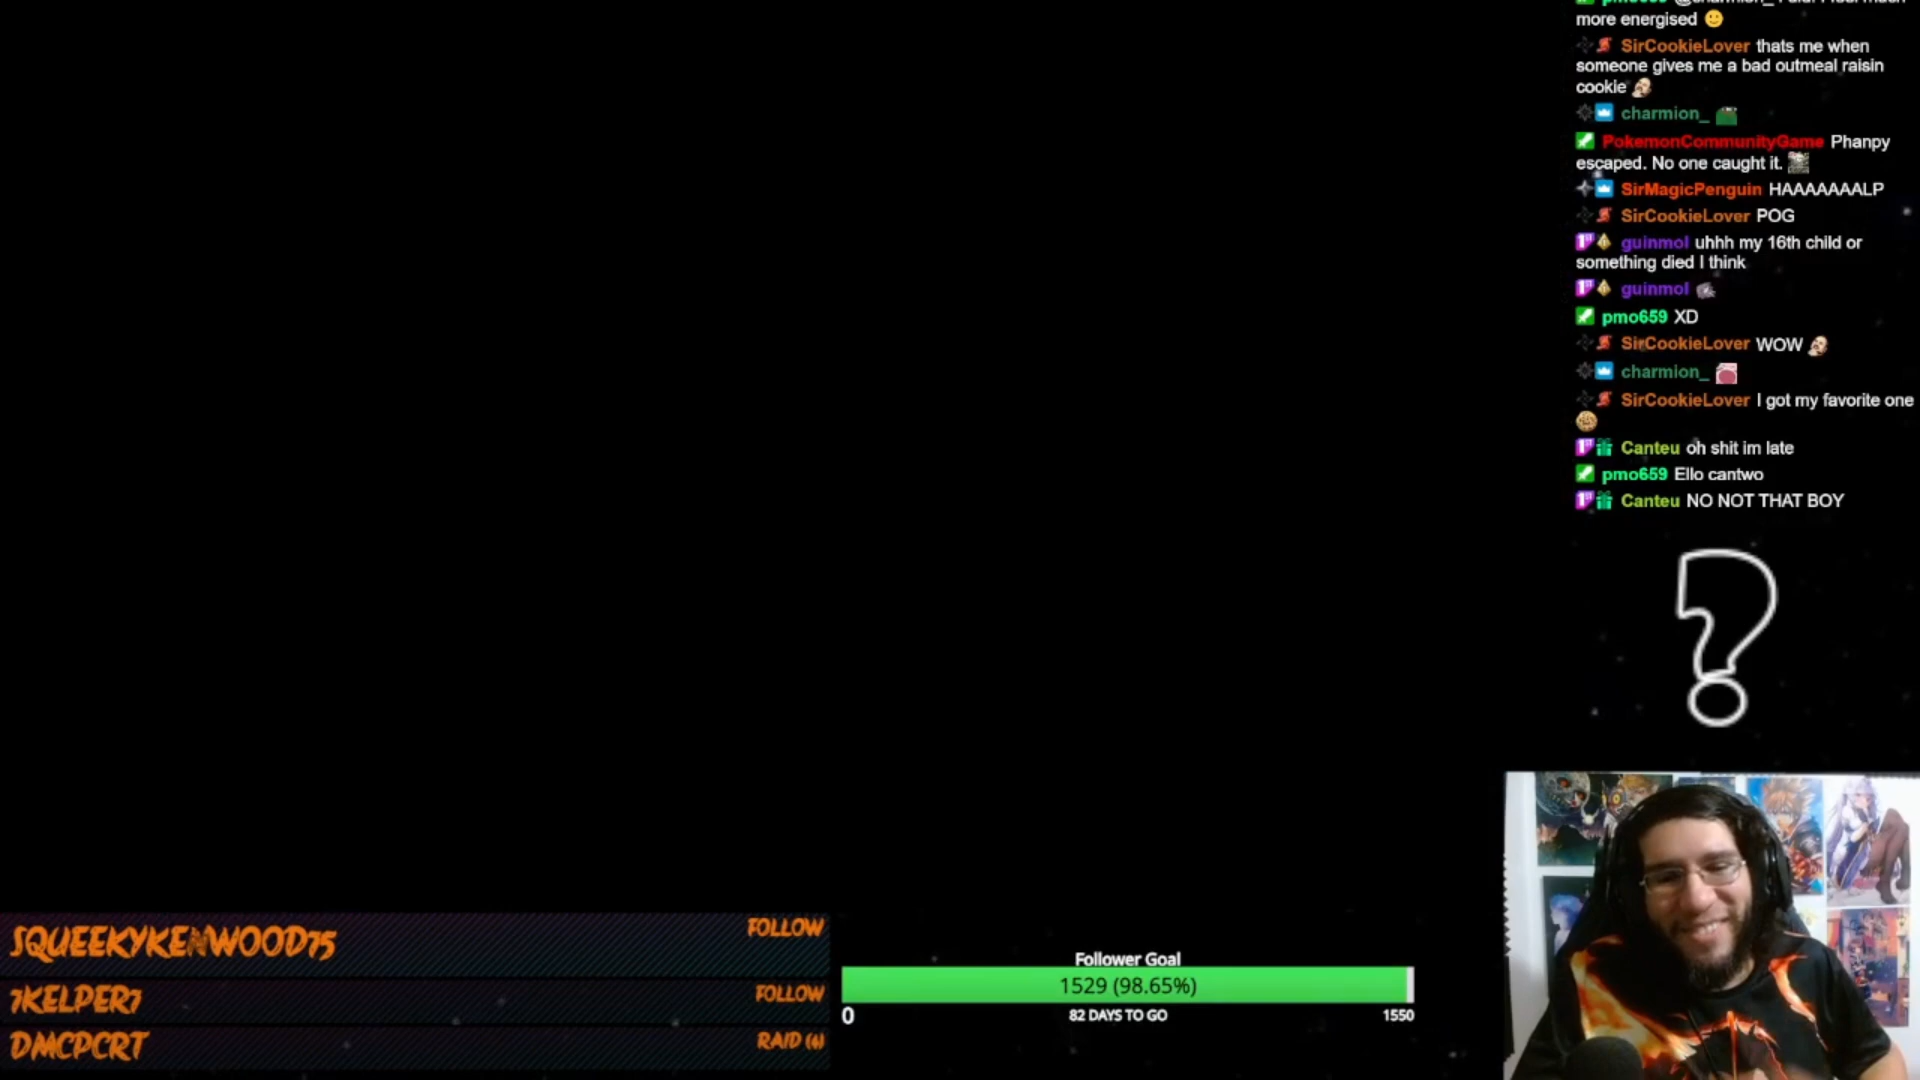 more energised
SirCookieLover thats me when
someone gives me a bad outmeal raisin
cookie
charmion_
PokemonCommunityGame Phanpy
escaped. No one caught it.
SirMagicPenguin HAAAAAAALP
SirCookieLover POG
guinmol uhhh my 16th child or
something died I think
guinmol
pmo659 XD
SirCookieLover WOW
charmion_
SirCookieLover I got my favorite one
Canteu oh shit im late
pmo659 Ello cantwo
Canteu NO NOT THAT BOY
?
SQUEEKYKENWOOD75 FOLLOW
7KELPER7 FOLLOW
DMCPCRT RAID (4)
Follower Goal
1529 (98.65%)
0 82 DAYS TO GO 1550